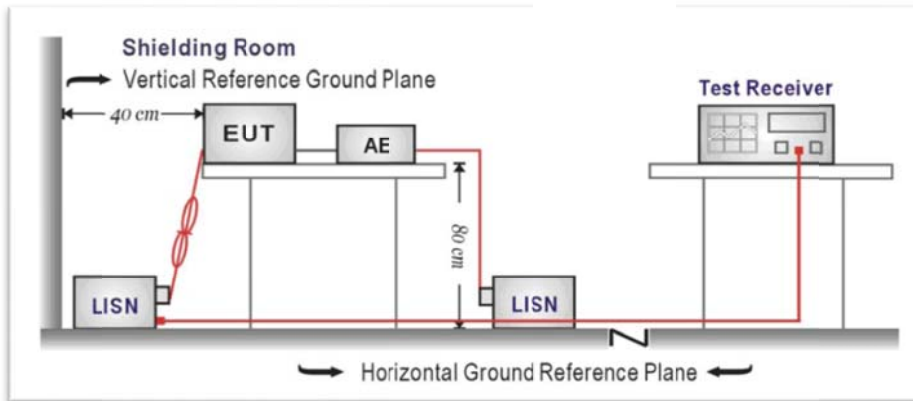 Shielding Room
Vertical Reference Ground Plane
40 cm
EUT
AE
Test Receiver
80 cm
LISN
LISN
Horizontal Ground Reference Plane